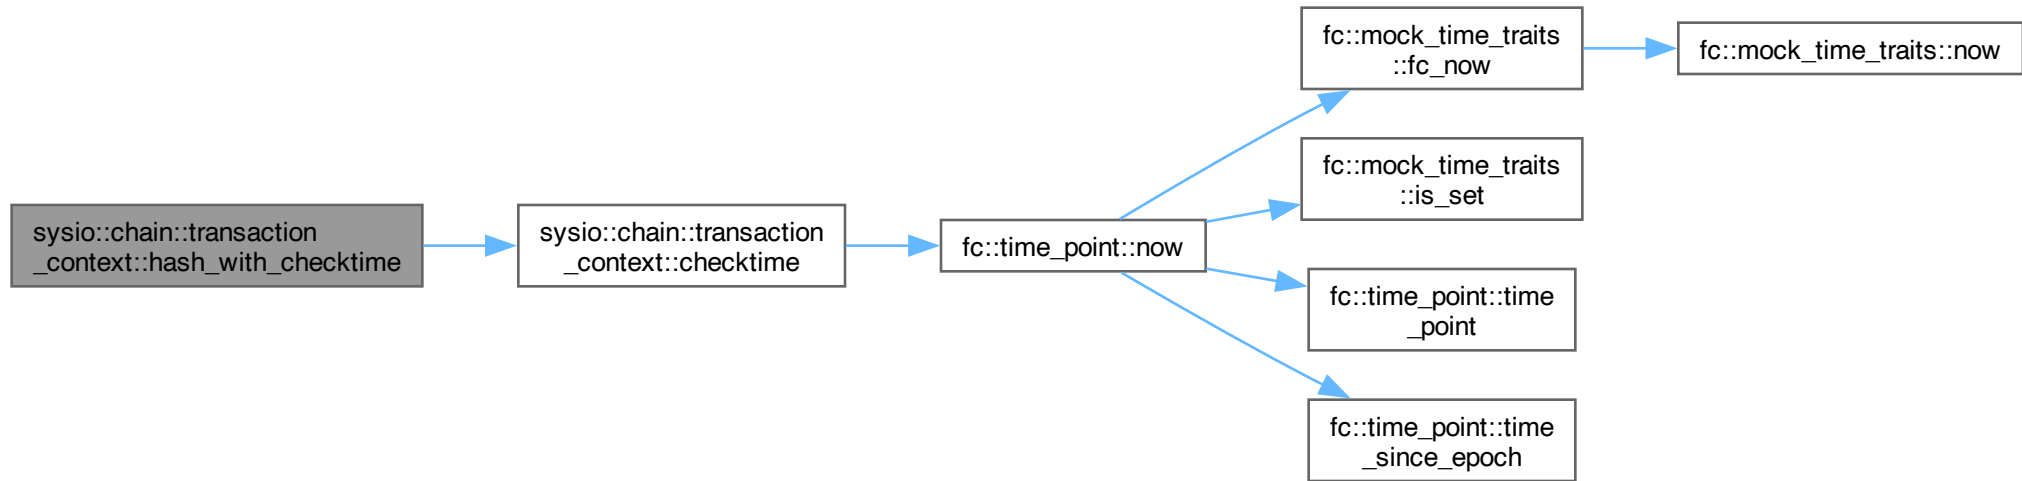 sysio::chain::transaction
_context::hash_with_checktime
sysio::chain::transaction
_context::checktime
fc::time_point::now
fc::mock_time_traits
::fc_now
fc::mock_time_traits::now
fc::mock_time_traits
::is_set
fc::time_point::time
_point
fc::time_point::time
_since_epoch